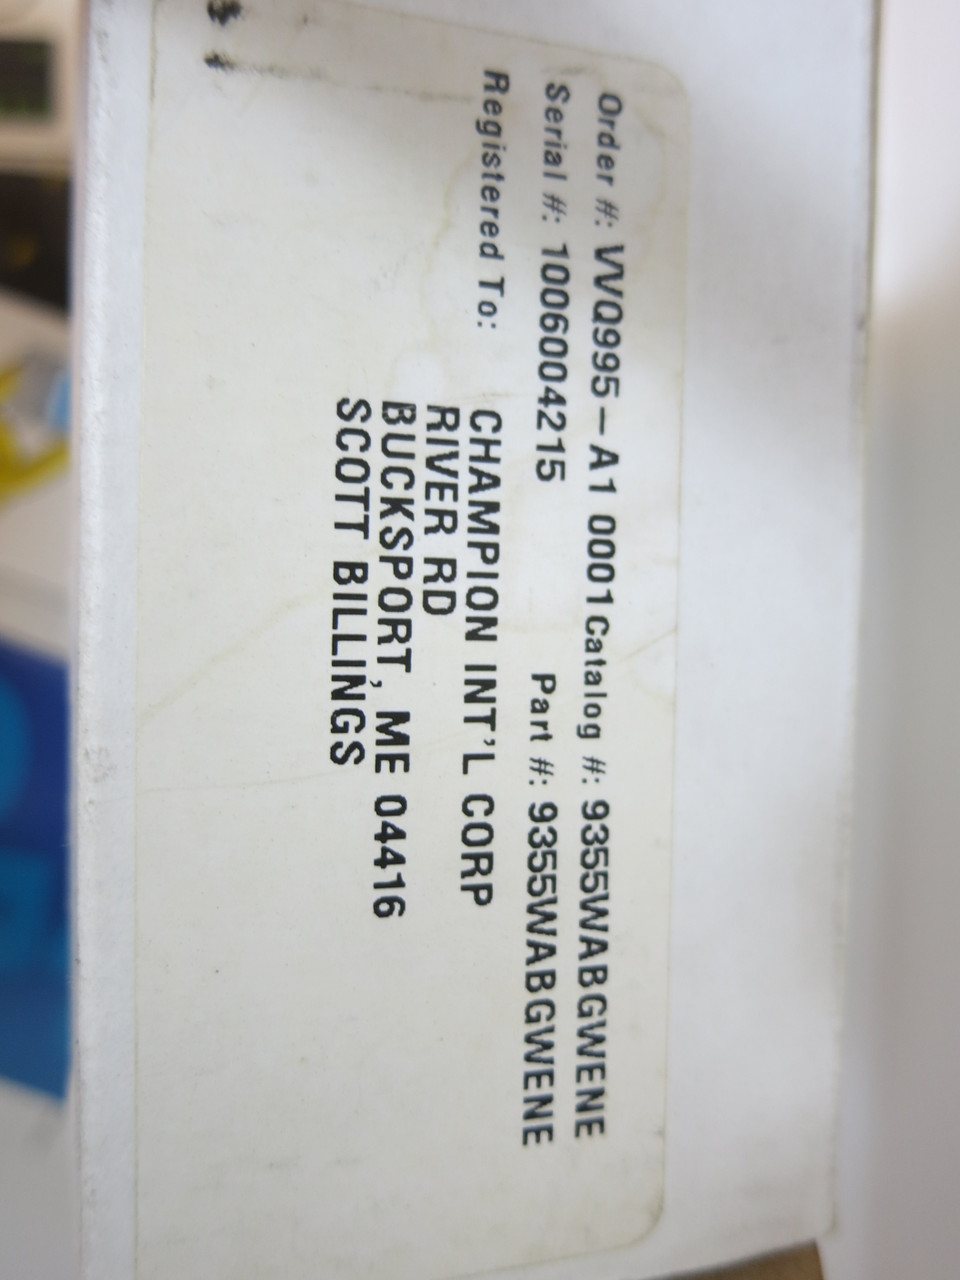 Order #: VVQ995-A1 0001 Catalog #: 9355WABGWENE
Serial #: 1006004215 Part #: 9355WABGWENE
Registered To: CHAMPION INT'L CORP
RIVER RD
BUCKSPORT, ME 04416
SCOTT BILLINGS